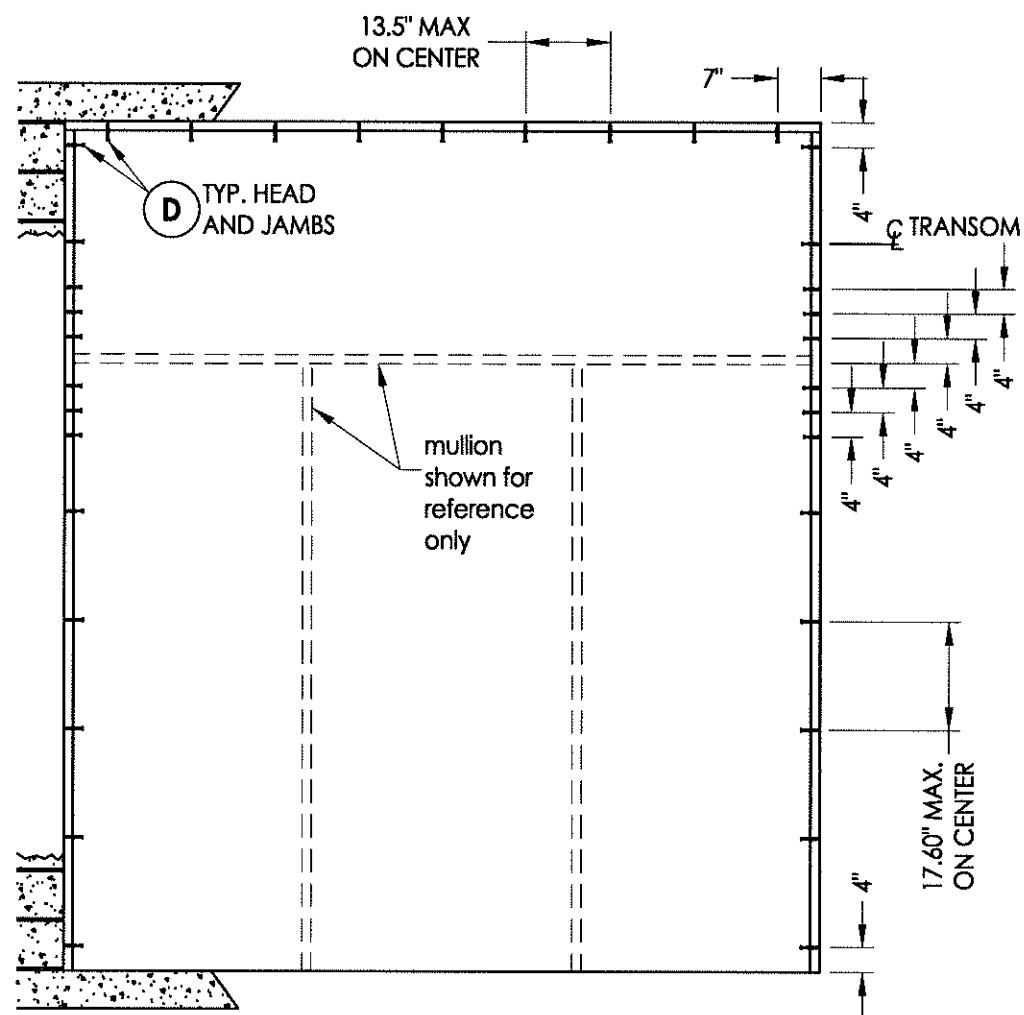 13.5" MAX
ON CENTER
7"
D
TYP. HEAD
AND JAMBS
4"
℄ TRANSOM
4"
4"
4"
4"
4"
4"
mullion
shown for
reference
only
17.60" MAX.
ON CENTER
4"